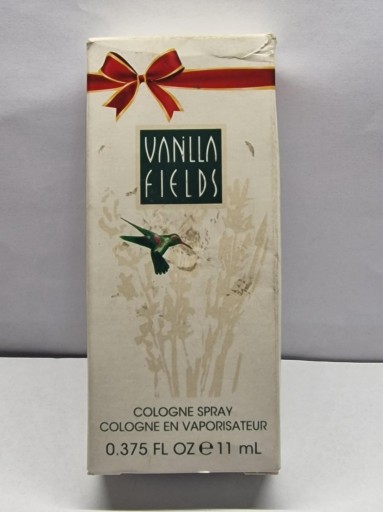 VANILLA
FIELDS
COLOGNE SPRAY
COLOGNE EN VAPORISATEUR
0.375 FL OZ ℮ 11 mL